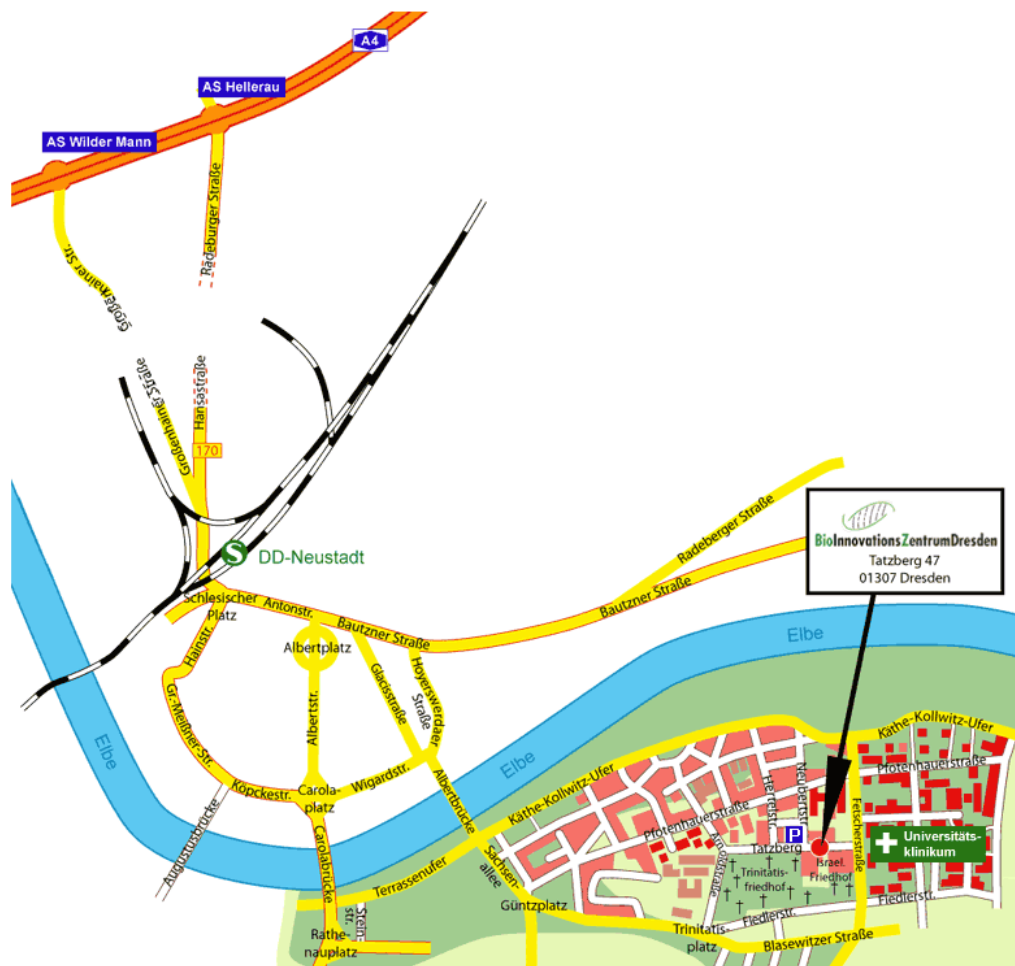 A4
AS Hellerau
AS Wilder Mann
Radeburger Straße
Großenhainer Str.
Großenhainer Straße
Hansastraße
170
S
DD-Neustadt
Radeberger Straße
BioInnovationsZentrumDresden
Tatzberg 47
01307 Dresden
Schlesischer
Platz
Antonstr.
Bautzner Straße
Bautzner Straße
Elbe
Hainstr.
Albertplatz
Glacisstraße
Hoyerswerdaer
Straße
Gr.-Meißner-Str.
Albertstr.
Elbe
Elbe
Käthe-Kollwitz-Ufer
Käthe-Kollwitz-Ufer
Köpckestr.
Carola-
platz
Wigardstr.
Albertbrücke
Pfotenhauerstraße
Pfotenhauerstraße
Hertelstr.
Neubertstr.
Fetscherstraße
Augustusbrücke
Carolabrücke
P
Tatzberg
Arnoldstraße
Universitäts-
klinikum
Israel.
Friedhof
Trinitatis-
friedhof
Terrassenufer
Sachsen-
allee
Güntzplatz
Fiedlerstr.
Fiedlerstr.
Stein-
str.
Rathe-
nauplatz
Trinitatis-
platz
Blasewitzer Straße